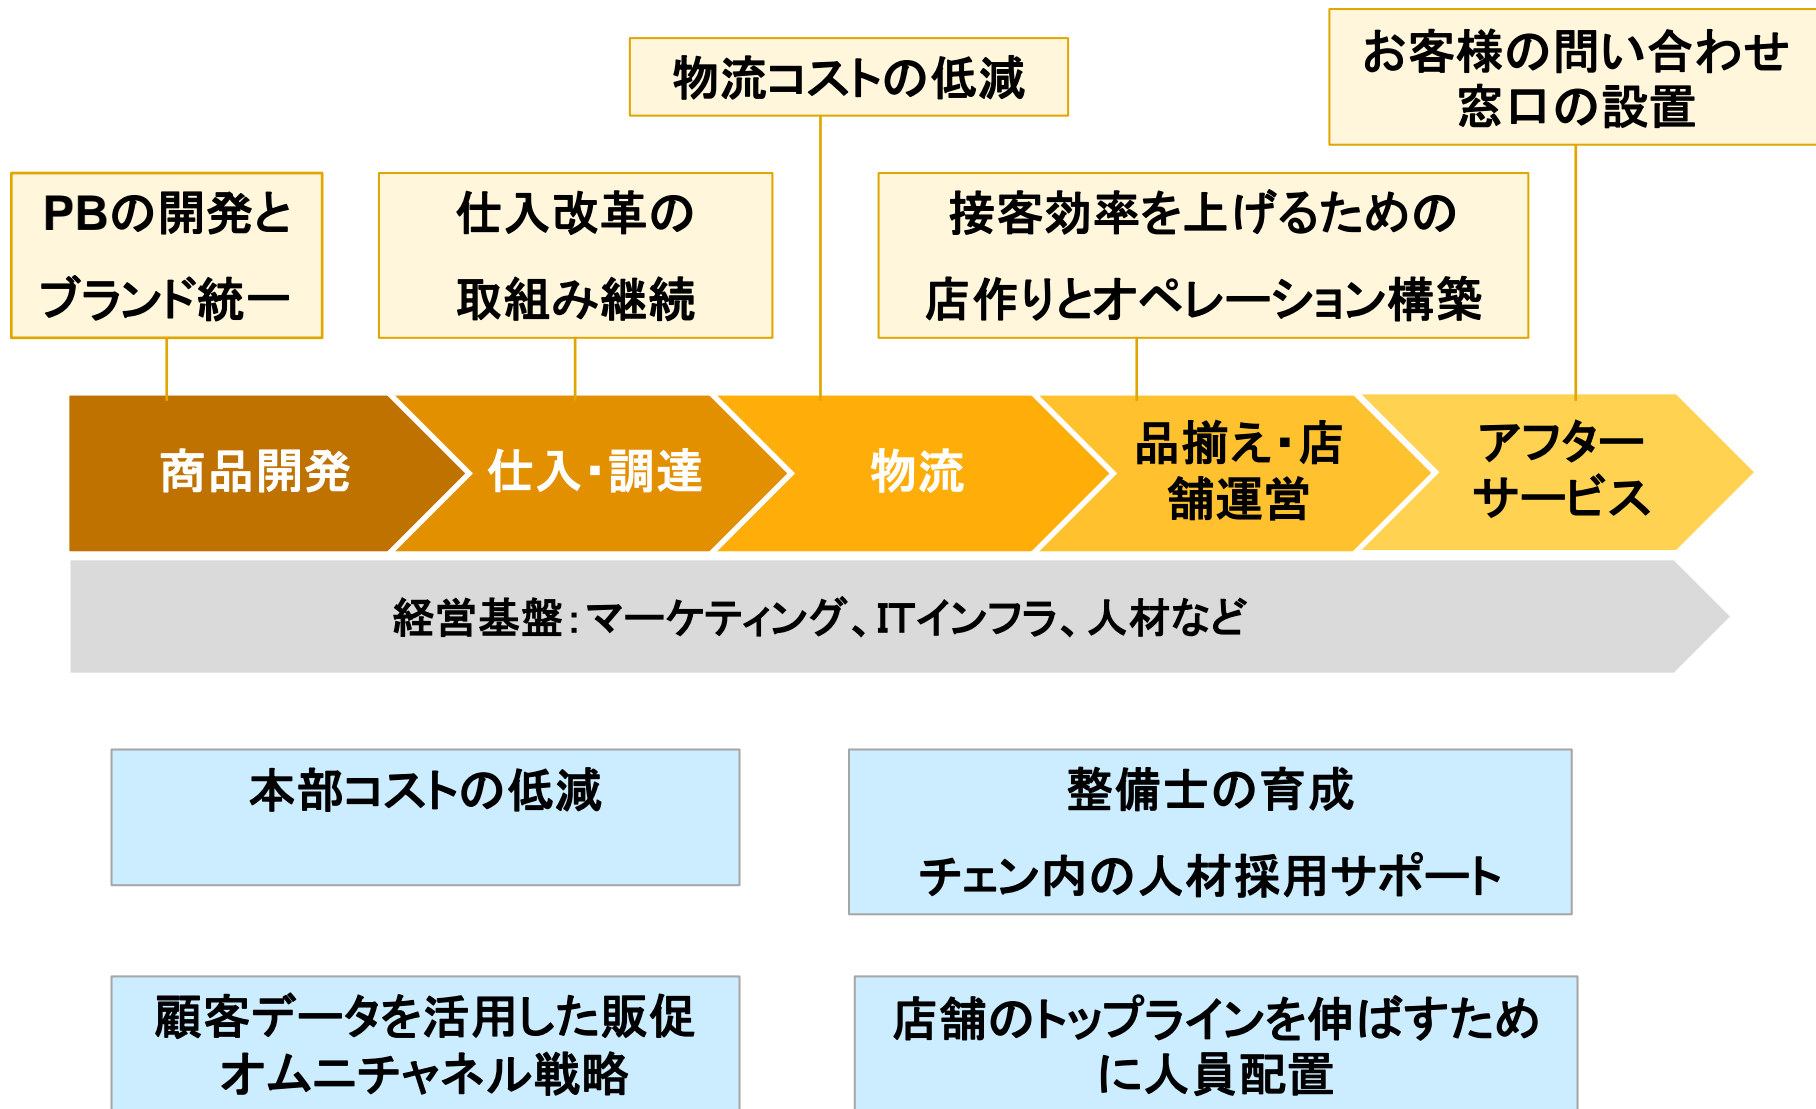 お客様の問い合わせ
窓口の設置
物流コストの低減
PBの開発と
ブランド統一
仕入改革の
取組み継続
接客効率を上げるための
店作りとオペレーション構築
商品開発
仕入・調達
物流
品揃え・店
舗運営
アフター
サービス
経営基盤：マーケティング、ITインフラ、人材など
本部コストの低減
整備士の育成
チェン内の人材採用サポート
顧客データを活用した販促
オムニチャネル戦略
店舗のトップラインを伸ばすため
に人員配置